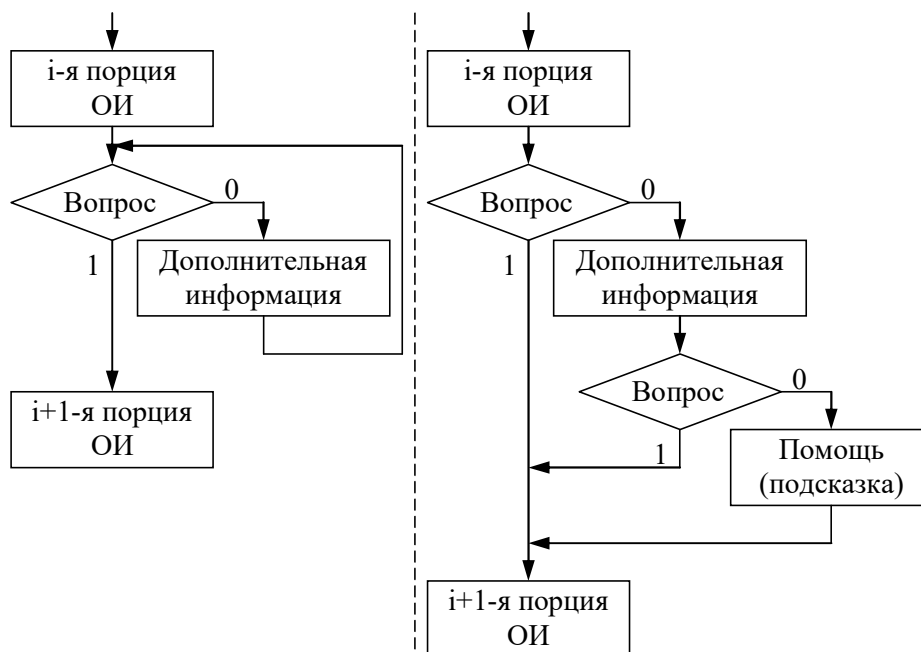 i-я порция
ОИ
Вопрос
0
1
Дополнительная
информация
i+1-я порция
ОИ
i-я порция
ОИ
Вопрос
0
1
Дополнительная
информация
Вопрос
0
1
Помощь
(подсказка)
i+1-я порция
ОИ